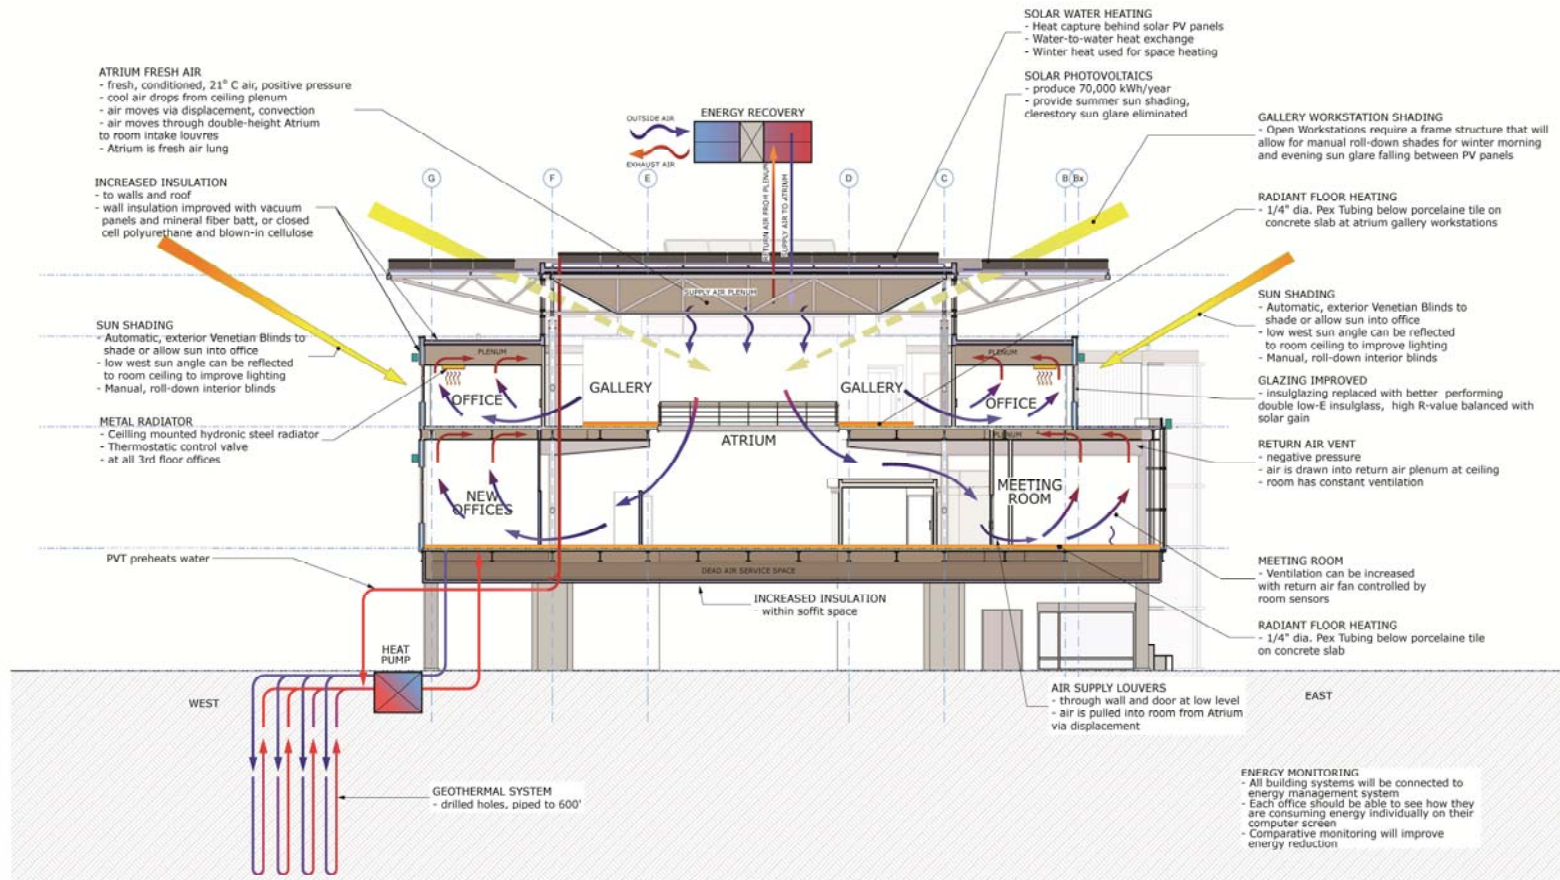 SOLAR WATER HEATING
- Heat capture behind solar PV panels
- Water-to-water heat exchange
- Winter heat used for space heating
ATRIUM FRESH AIR
- fresh, conditioned, 21° C air, positive pressure
- cool air drops from ceiling plenum
- air moves via displacement, convection
- air moves through double-height Atrium
to room intake louvres
- Atrium is fresh air lung
SOLAR PHOTOVOLTAICS
- produce 70,000 kWh/year
- provide summer sun shading,
clerestory sun glare eliminated
ENERGY RECOVERY
OUTSIDE AIR
EXHAUST AIR
RETURN AIR FROM PLENUM
SUPPLY AIR TO ATRIUM
GALLERY WORKSTATION SHADING
- Open Workstations require a frame structure that will
allow for manual roll-down shades for winter morning
and evening sun glare falling between PV panels
G
F
E
D
C
B
Bx
INCREASED INSULATION
- to walls and roof
- wall insulation improved with vacuum
panels and mineral fiber batt, or closed
cell polyurethane and blown-in cellulose
RADIANT FLOOR HEATING
- 1/4" dia. Pex Tubing below porcelaine tile on
concrete slab at atrium gallery workstations
SUPPLY AIR PLENUM
SUN SHADING
- Automatic, exterior Venetian Blinds to
shade or allow sun into office
- low west sun angle can be reflected
to room ceiling to improve lighting
- Manual, roll-down interior blinds
SUN SHADING
- Automatic, exterior Venetian Blinds to
shade or allow sun into office
- low west sun angle can be reflected
to room ceiling to improve lighting
- Manual, roll-down interior blinds
PLENUM
PLENUM
OFFICE
GALLERY
GALLERY
OFFICE
GLAZING IMPROVED
- insulglazing replaced with better performing
double low-E insulglass, high R-value balanced with
solar gain
METAL RADIATOR
- Ceilling mounted hydronic steel radiator
- Thermostatic control valve
- at all 3rd floor offices
ATRIUM
PLENUM
RETURN AIR VENT
- negative pressure
- air is drawn into return air plenum at ceiling
- room has constant ventilation
NEW
OFFICES
MEETING
ROOM
PVT preheats water
DEAD AIR SERVICE SPACE
MEETING ROOM
- Ventilation can be increased
with return air fan controlled by
room sensors
INCREASED INSULATION
- within soffit space
RADIANT FLOOR HEATING
- 1/4" dia. Pex Tubing below porcelaine tile
on concrete slab
HEAT
PUMP
WEST
AIR SUPPLY LOUVERS
- through wall and door at low level
- air is pulled into room from Atrium
via displacement
EAST
GEOTHERMAL SYSTEM
- drilled holes, piped to 600'
ENERGY MONITORING
- All building systems will be connected to
energy management system
- Each office should be able to see how they
are consuming energy individually on their
computer screen
- Comparative monitoring will improve
energy reduction